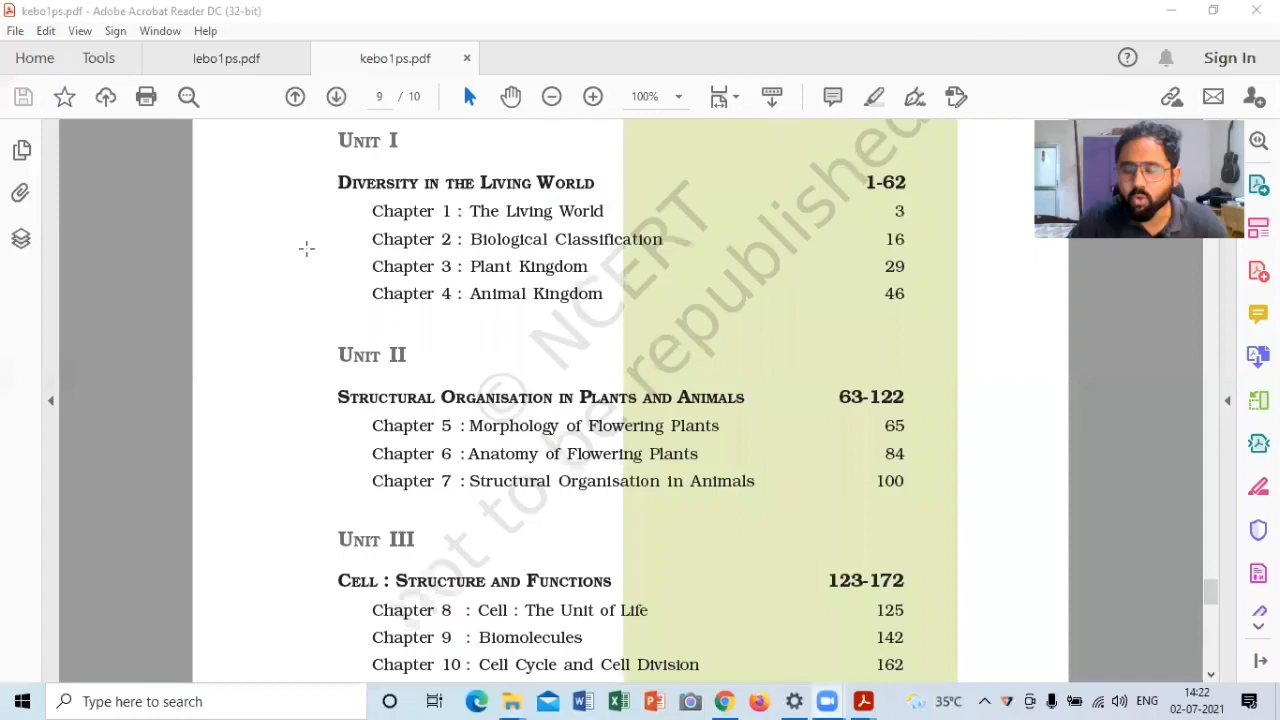 kebo1ps.pdf - Adobe Acrobat Reader DC (32-bit)
File Edit View Sign Window Help
Home Tools lebo1ps.pdf kebo1ps.pdf × Sign In
9 / 10 100%
UNIT I
DIVERSITY IN THE LIVING WORLD 1-62
Chapter 1 : The Living World 3
Chapter 2 : Biological Classification 16
Chapter 3 : Plant Kingdom 29
Chapter 4 : Animal Kingdom 46
UNIT II
STRUCTURAL ORGANISATION IN PLANTS AND ANIMALS 63-122
Chapter 5 : Morphology of Flowering Plants 65
Chapter 6 : Anatomy of Flowering Plants 84
Chapter 7 : Structural Organisation in Animals 100
UNIT III
CELL : STRUCTURE AND FUNCTIONS 123-172
Chapter 8 : Cell : The Unit of Life 125
Chapter 9 : Biomolecules 142
Chapter 10 : Cell Cycle and Cell Division 162
© NCERT
not to be republished
Type here to search 35°C ENG 14:22
02-07-2021